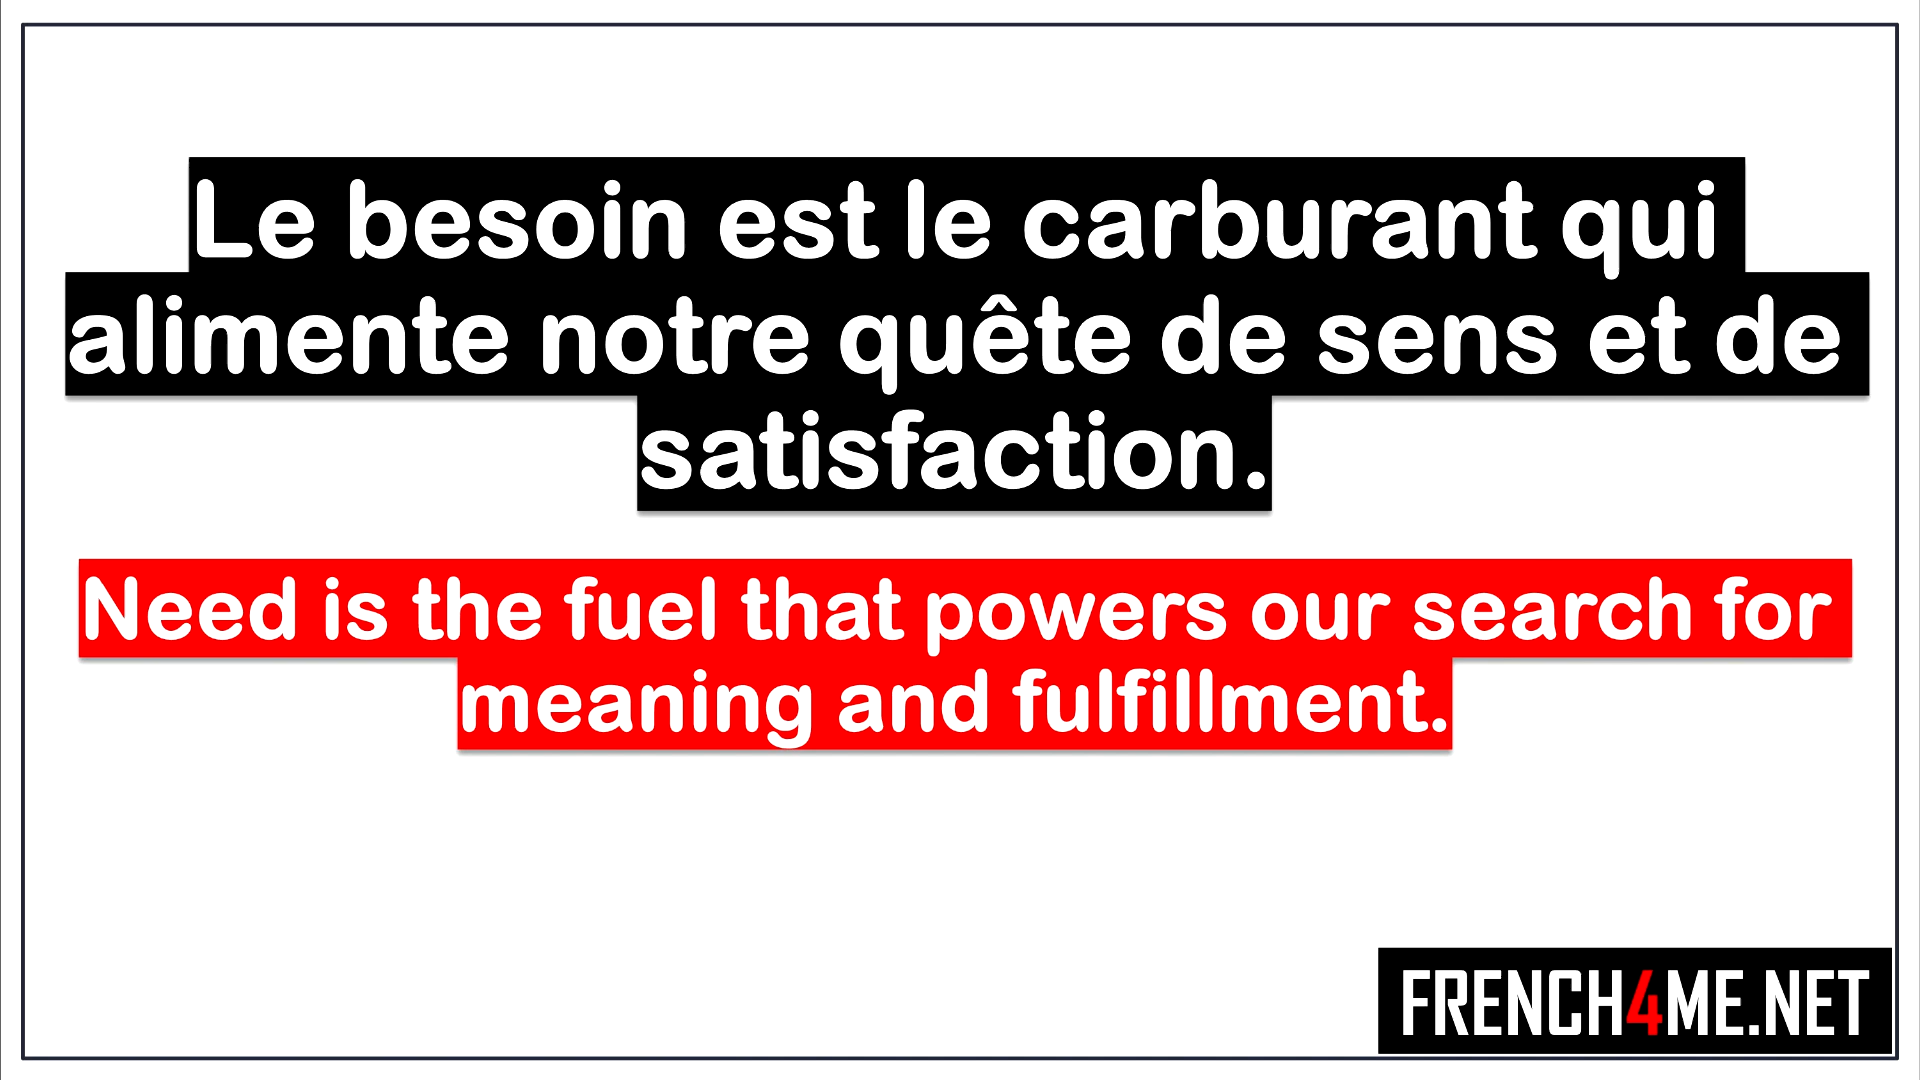 Le besoin est le carburant qui
alimente notre quête de sens et de
satisfaction.
Need is the fuel that powers our search for
meaning and fulfillment.
FRENCH4ME.NET